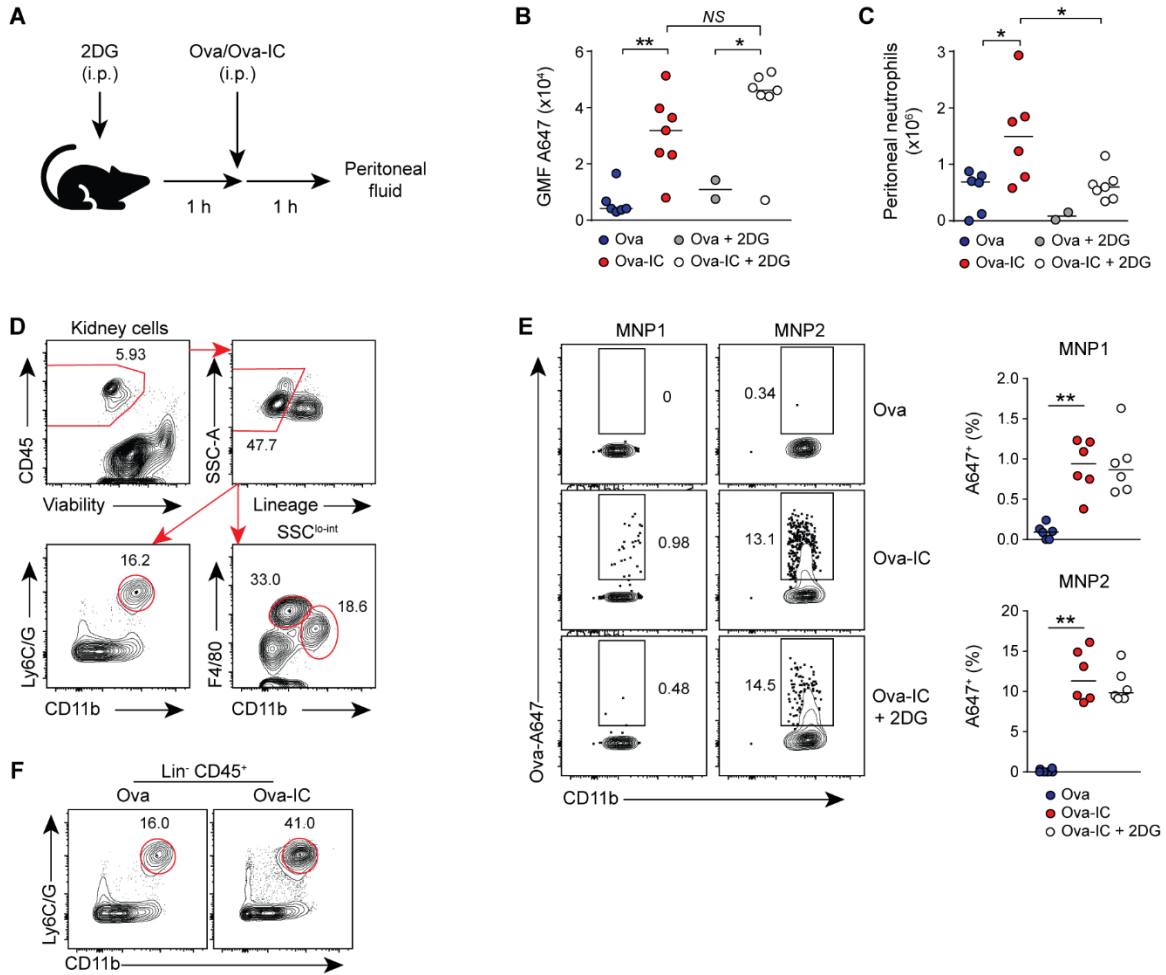 A
2DG
(i.p.)
Ova/Ova-IC
(i.p.)
1 h
1 h
Peritoneal
fluid
B
GMF A647 (x10⁴)
6
4
2
0
**
NS
*
Ova
Ova + 2DG
Ova-IC
Ova-IC + 2DG
C
Peritoneal neutrophils
(x10⁶)
3
2
1
0
*
*
Ova
Ova + 2DG
Ova-IC
Ova-IC + 2DG
D
Kidney cells
5.93
CD45
Viability
SSC-A
47.7
Lineage
SSCˡᵒ⁻ⁱⁿᵗ
16.2
Ly6C/G
CD11b
33.0
18.6
F4/80
CD11b
E
MNP1
MNP2
0
0.34
Ova
0.98
13.1
Ova-IC
0.48
14.5
Ova-IC
+ 2DG
Ova-A647
CD11b
MNP1
A647⁺ (%)
2.0
1.5
1.0
0.5
0.0
**
MNP2
A647⁺ (%)
20
15
10
5
0
**
Ova
Ova-IC
Ova-IC + 2DG
F
Lin⁻ CD45⁺
Ova
Ova-IC
16.0
41.0
Ly6C/G
CD11b